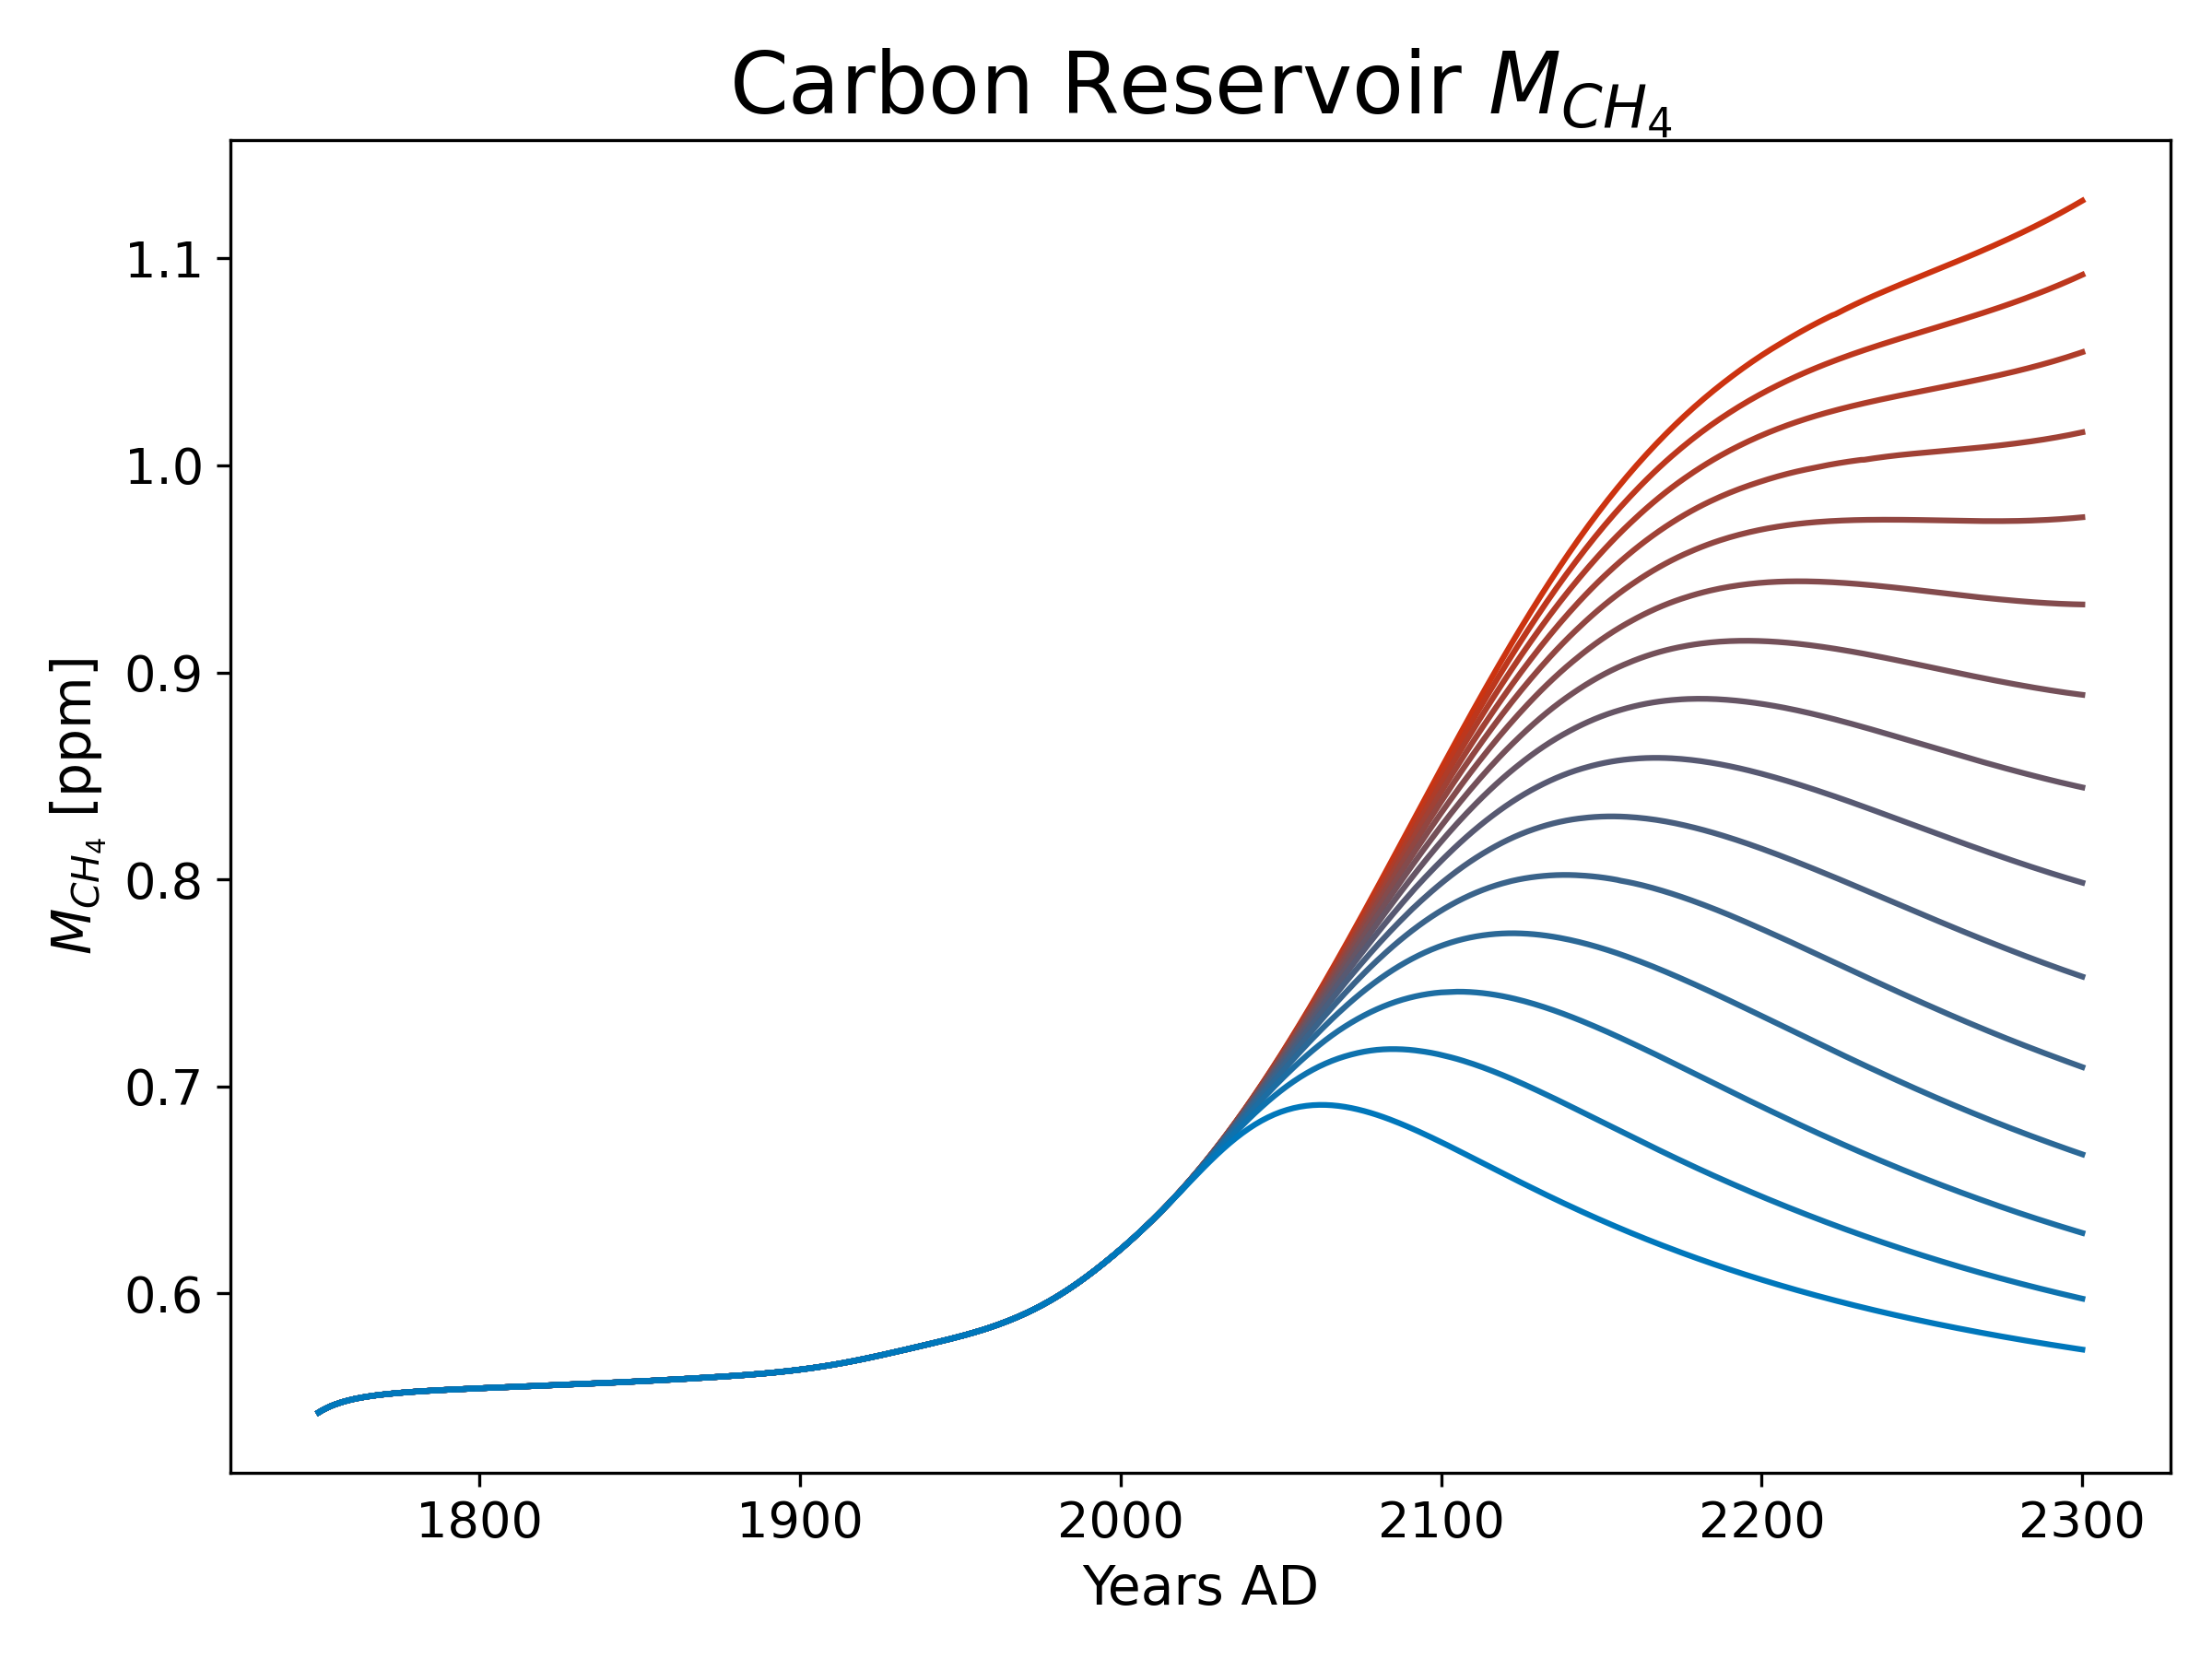 Carbon Reservoir $M_{CH_4}$
1.1
1.0
0.9
0.8
0.7
0.6
$M_{CH_4}$ [ppm]
1800 1900 2000 2100 2200 2300
Years AD